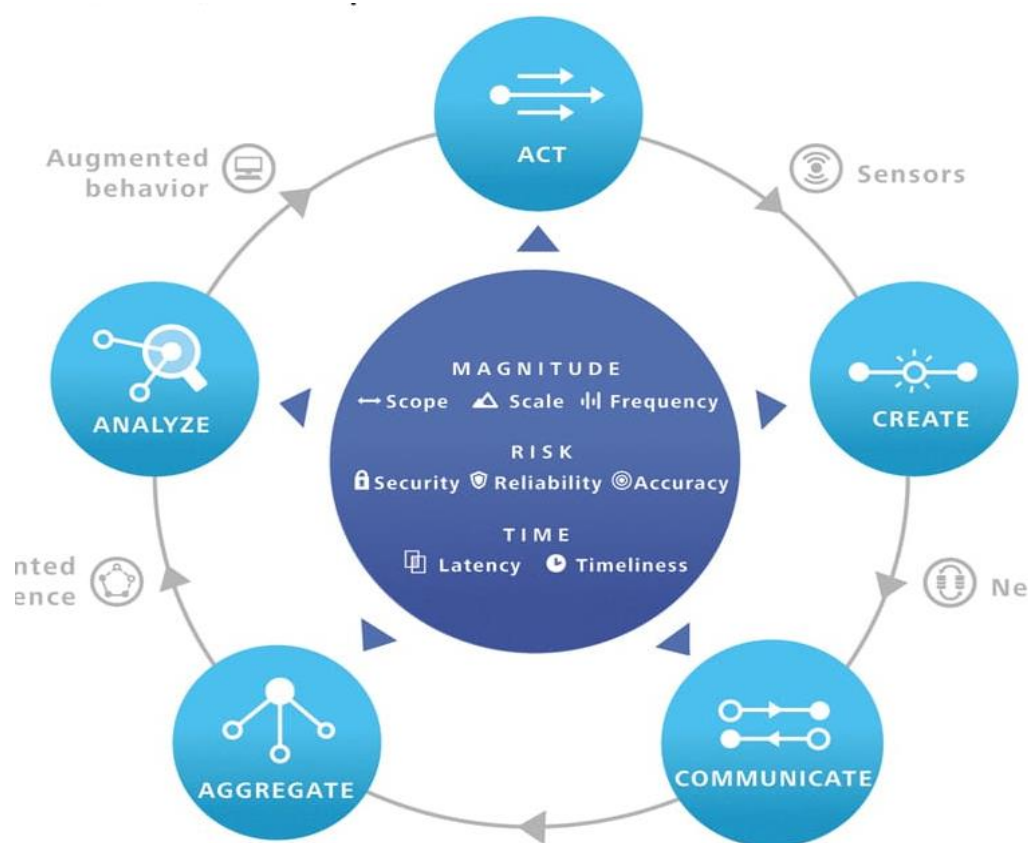 ACT
Augmented
behavior
Sensors
ANALYZE
CREATE
MAGNITUDE
Scope Scale Frequency
RISK
Security Reliability Accuracy
TIME
Latency Timeliness
nted
ence
Ne
AGGREGATE
COMMUNICATE